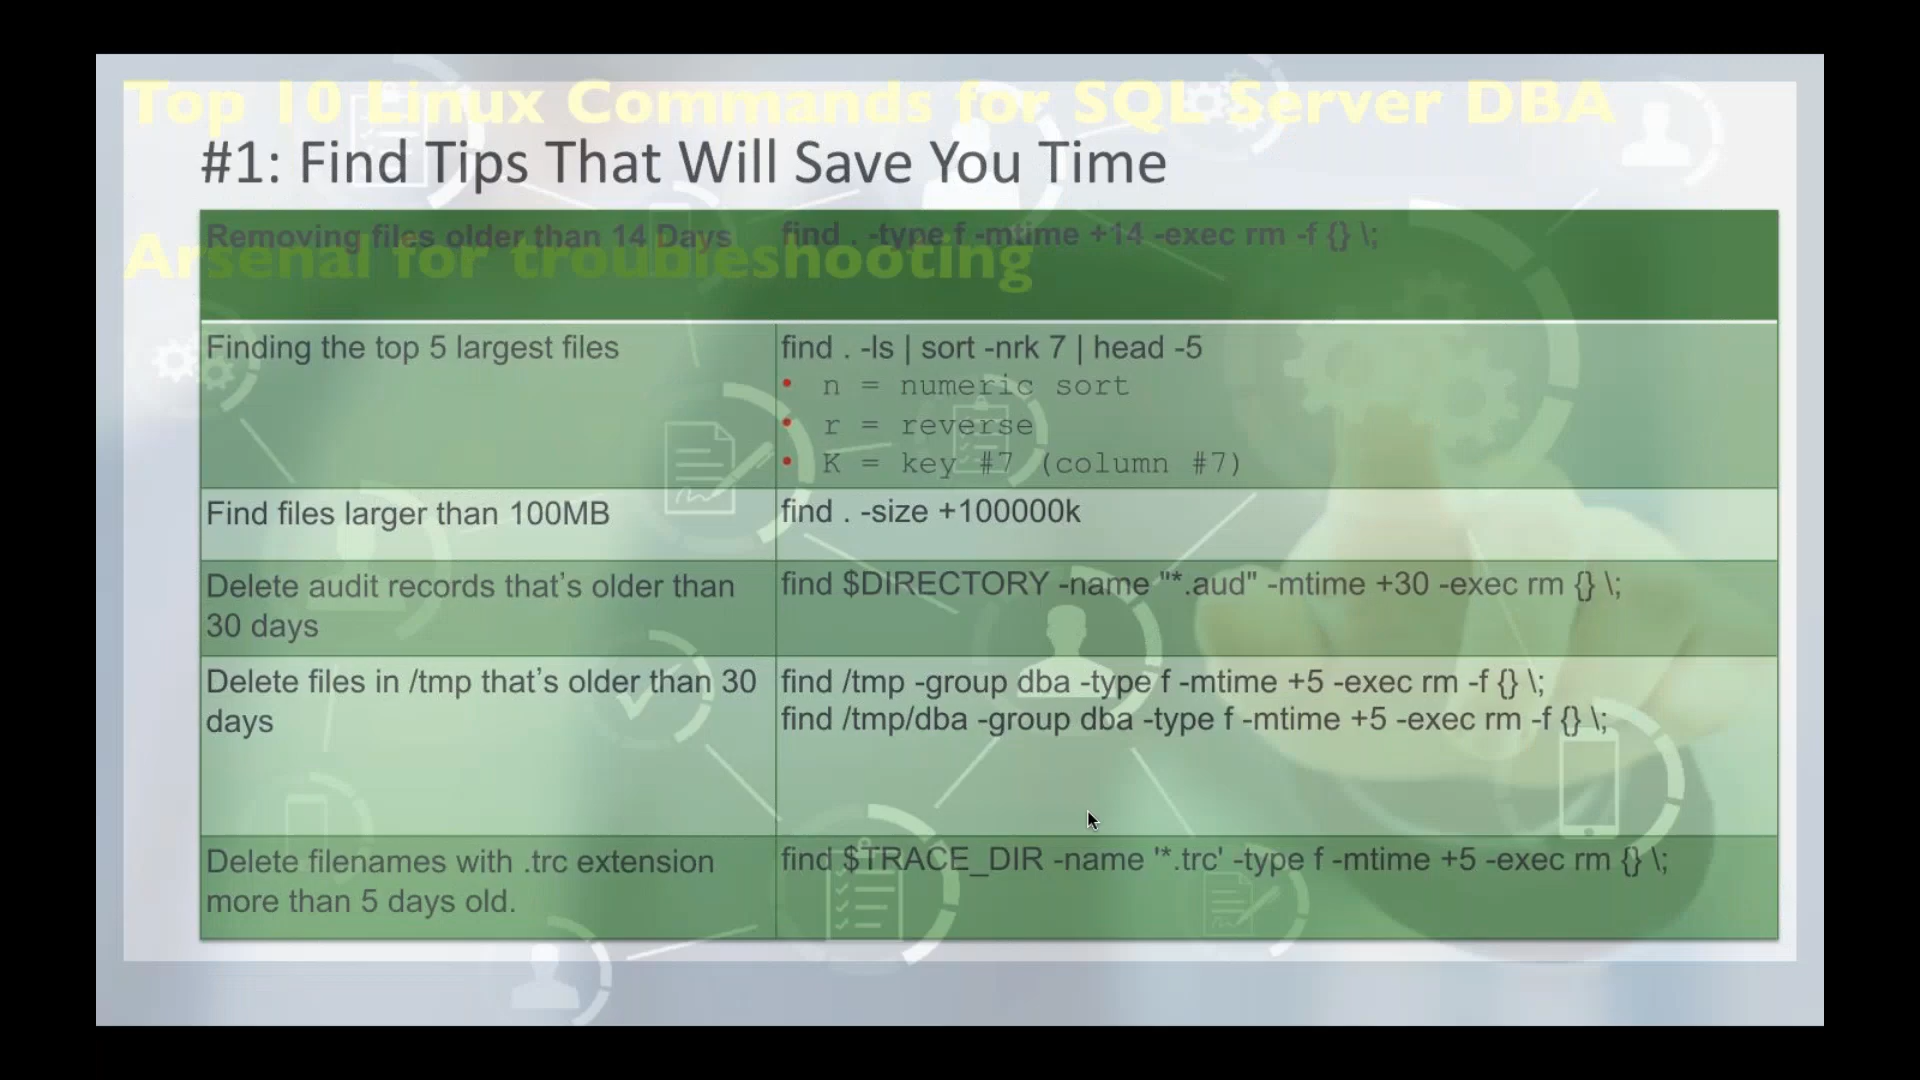 Top 10 Linux Commands for SQL Server DBA
#1: Find Tips That Will Save You Time
Arsenal for troubleshooting
Removing files older than 14 Days find . -type f -mtime +14 -exec rm -f {} \;
Finding the top 5 largest files find . -ls | sort -nrk 7 | head -5
• n = numeric sort
• r = reverse
• K = key #7 (column #7)
Find files larger than 100MB find . -size +100000k
Delete audit records that’s older than find $DIRECTORY -name "*.aud" -mtime +30 -exec rm {} \;
30 days
Delete files in /tmp that’s older than 30 find /tmp -group dba -type f -mtime +5 -exec rm -f {} \;
days find /tmp/dba -group dba -type f -mtime +5 -exec rm -f {} \;
Delete filenames with .trc extension find $TRACE_DIR -name '*.trc' -type f -mtime +5 -exec rm {} \;
more than 5 days old.